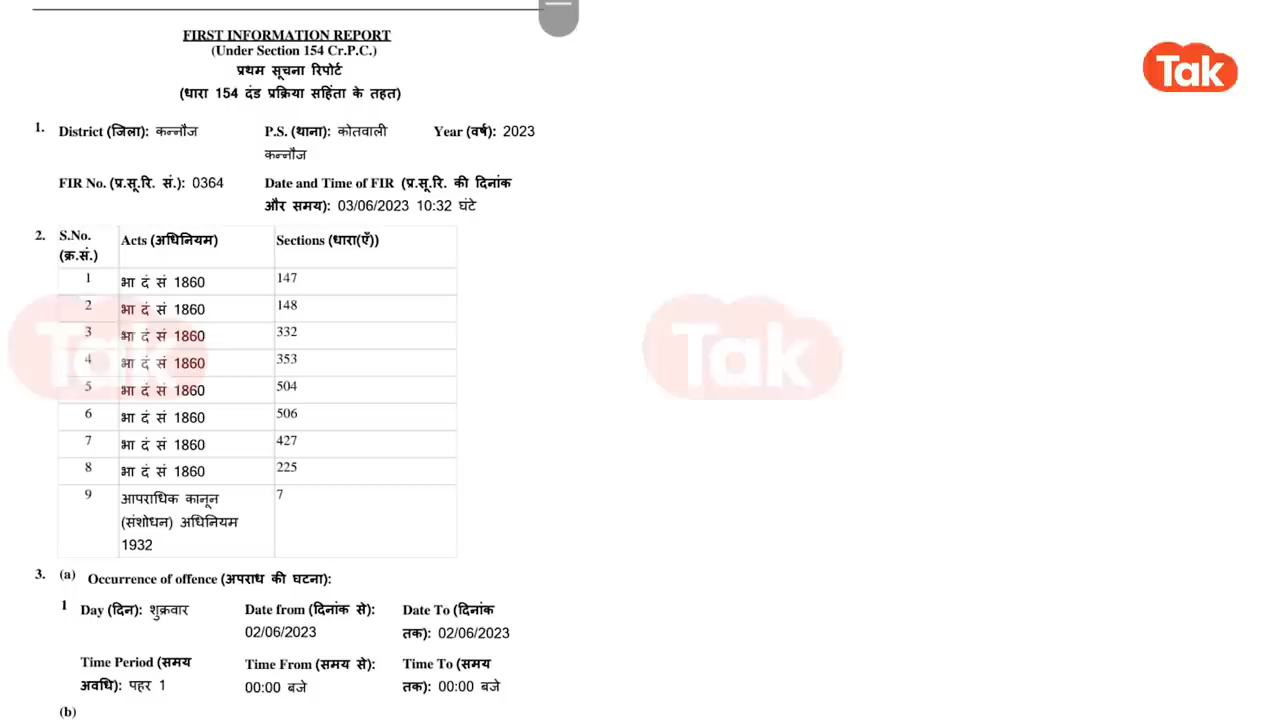 FIRST INFORMATION REPORT
(Under Section 154 Cr.P.C.)
प्रथम सूचना रिपोर्ट
(धारा 154 दंड प्रक्रिया सहिंता के तहत)
Tak
1. District (जिला): कन्नौज P.S. (थाना): कोतवाली Year (वर्ष): 2023
कन्नौज
FIR No. (प्र.सू.रि. सं.): 0364 Date and Time of FIR (प्र.सू.रि. की दिनांक
और समय): 03/06/2023 10:32 घंटे
2. S.No. Acts (अधिनियम) Sections (धारा(एँ))
(क्र.सं.)
1 भा दं सं 1860 147
2 भा दं सं 1860 148
3 भा दं सं 1860 332
4 भा दं सं 1860 353
5 भा दं सं 1860 504
6 भा दं सं 1860 506
7 भा दं सं 1860 427
8 भा दं सं 1860 225
9 आपराधिक कानून 7
(संशोधन) अधिनियम
1932
Tak
Tak
3. (a) Occurrence of offence (अपराध की घटना):
1 Day (दिन): शुक्रवार Date from (दिनांक से): Date To (दिनांक
02/06/2023 तक): 02/06/2023
Time Period (समय Time From (समय से): Time To (समय
अवधि): पहर 1 00:00 बजे तक): 00:00 बजे
(b)